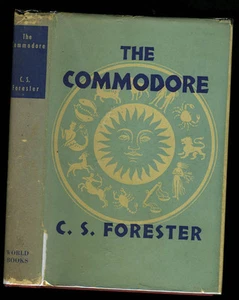 The
Commodore
C. S.
Forester
WORLD
BOOKS
THE
COMMODORE
C. S. FORESTER